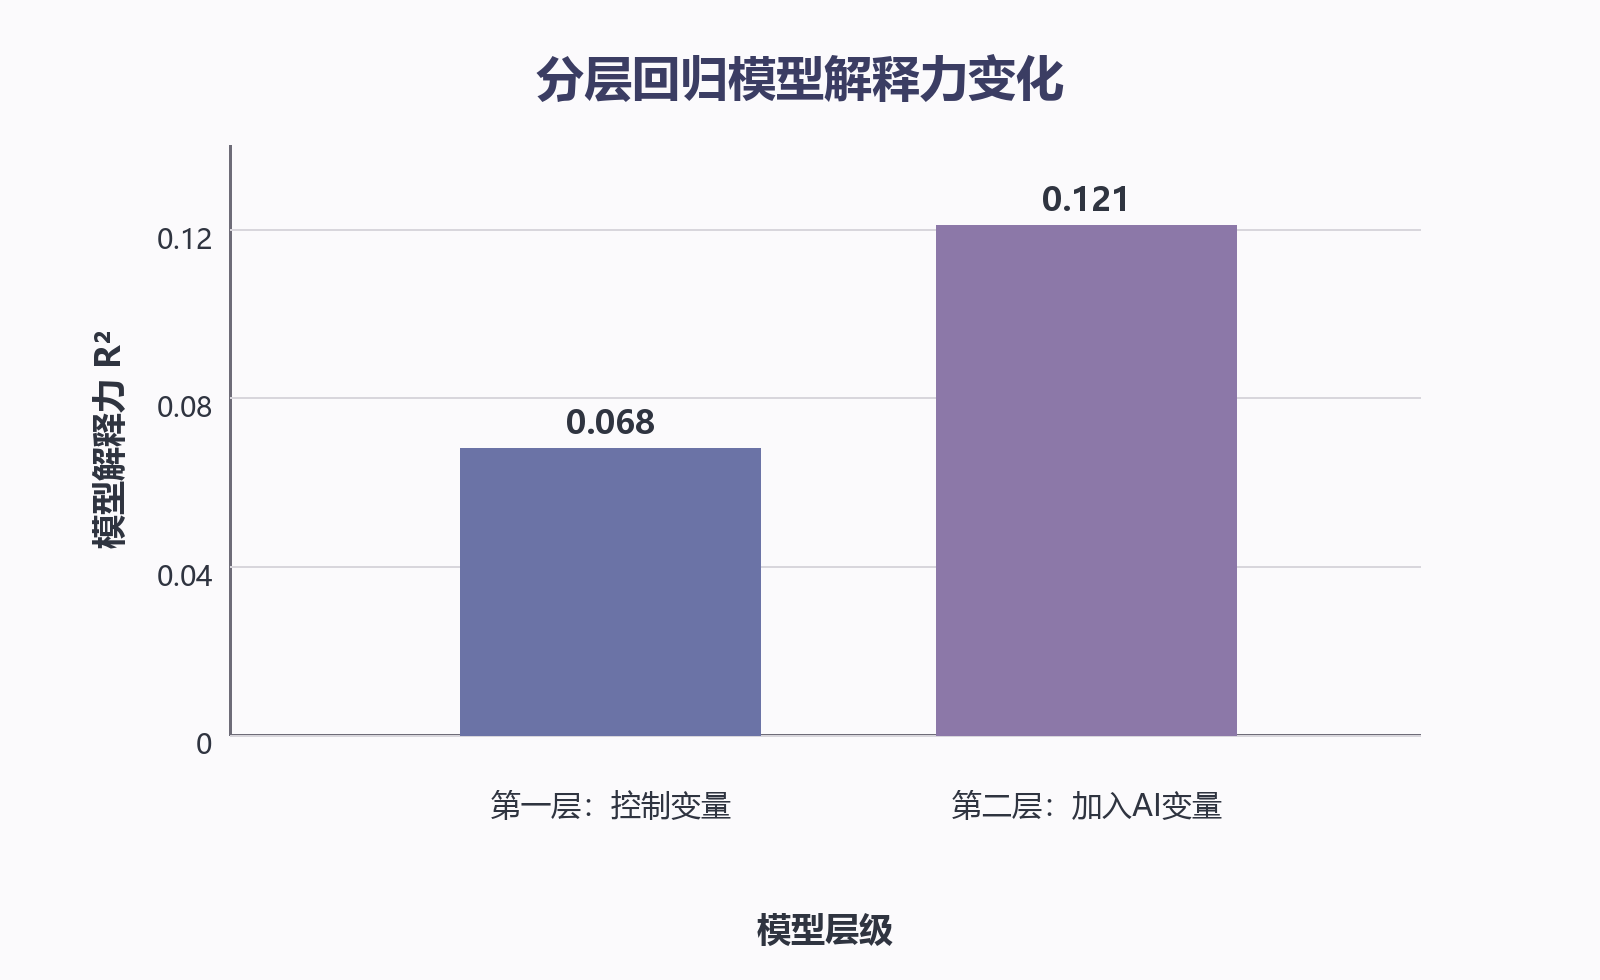 分层回归模型解释力变化
模型解释力 R²
0.12
0.08
0.04
0
0.068
0.121
第一层：控制变量
第二层：加入AI变量
模型层级